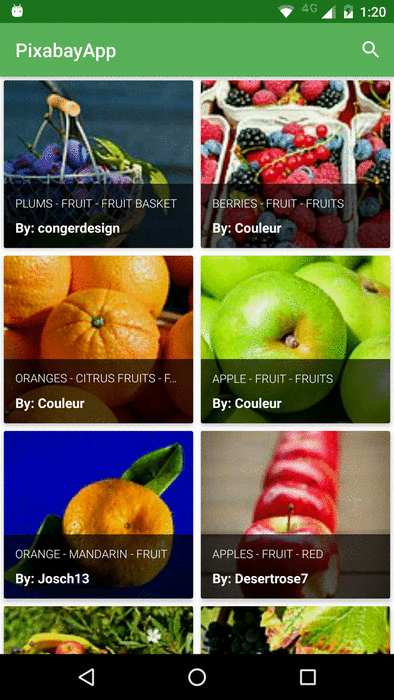 4G 1:20
PixabayApp
PLUMS - FRUIT - FRUIT BASKET
By: congerdesign
BERRIES - FRUIT - FRUITS
By: Couleur
ORANGES - CITRUS FRUITS - F...
By: Couleur
APPLE - FRUIT - FRUITS
By: Couleur
ORANGE - MANDARIN - FRUIT
By: Josch13
APPLES - FRUIT - RED
By: Desertrose7